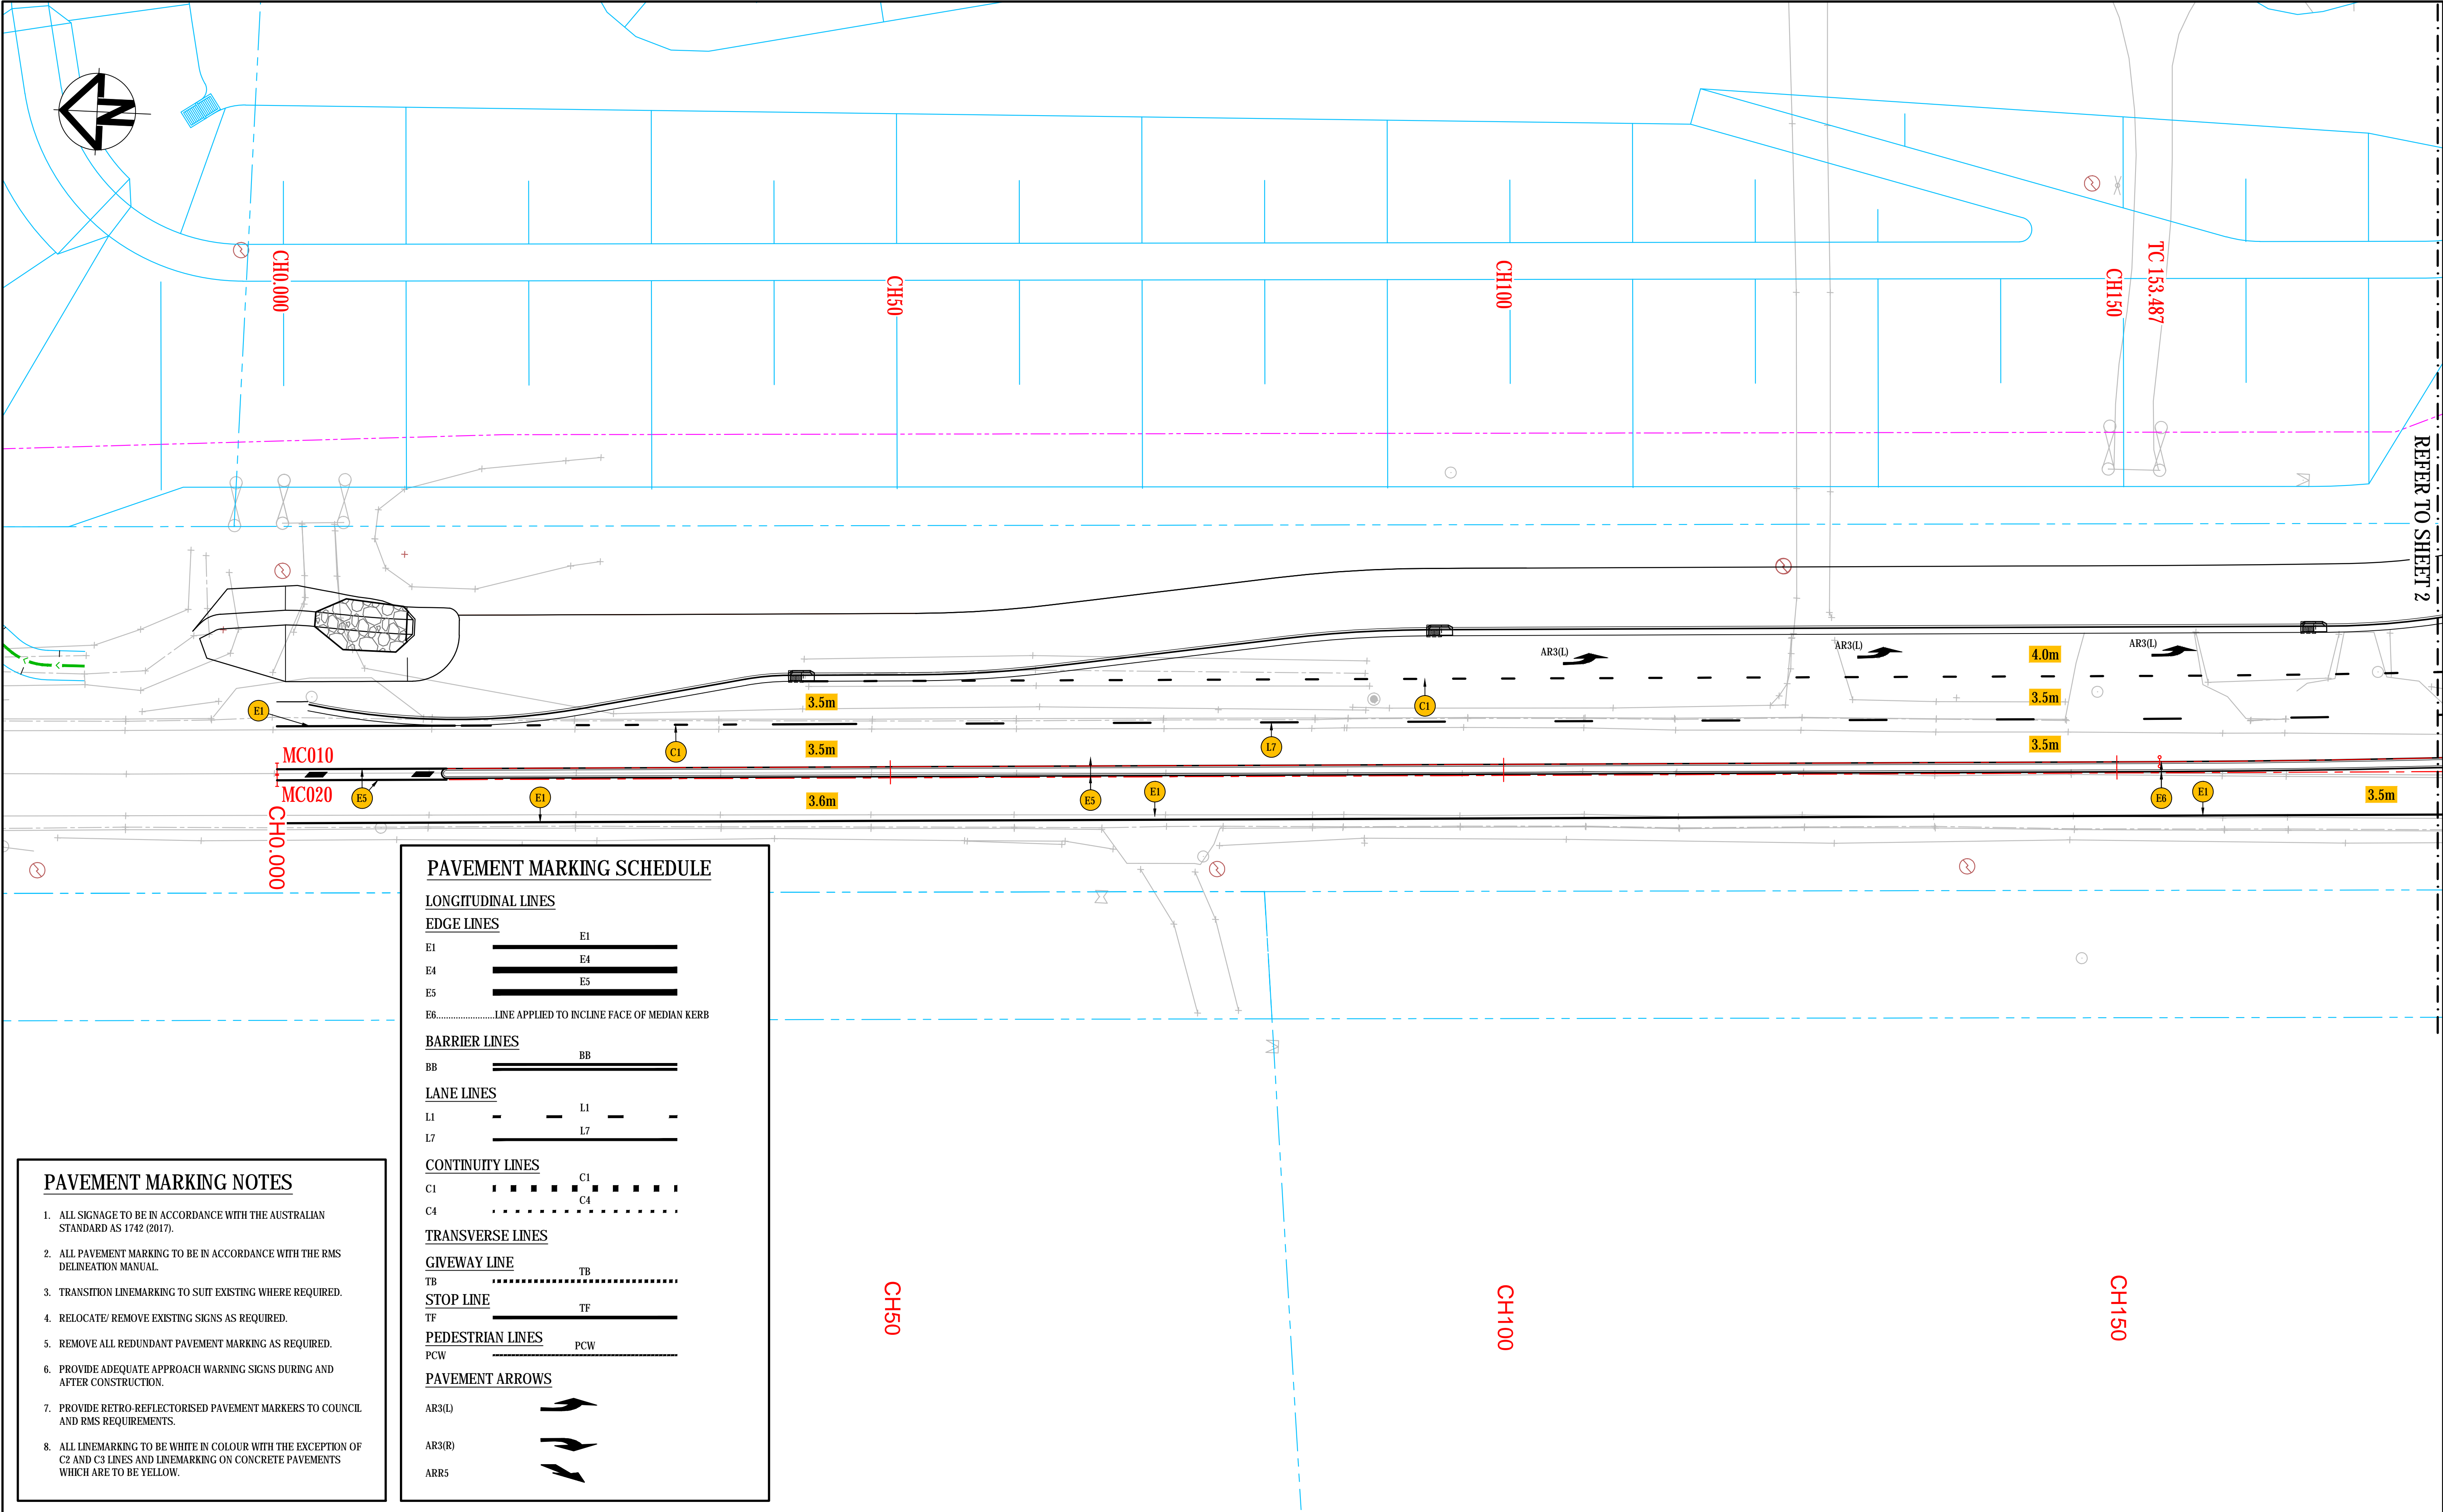 N
CH0.000
CH50
CH100
CH150
TC 153.487
REFER TO SHEET 2
AR3(L)
AR3(L)
AR3(L)
4.0m
3.5m
3.5m
C1
E1
3.5m
C1
3.5m
L7
3.5m
MC010
MC020
E5
E1
3.6m
E5
E1
E6
E1
3.5m
CH0.000
CH50
CH100
CH150
PAVEMENT MARKING SCHEDULE
LONGITUDINAL LINES
EDGE LINES
E1
E1
E4
E4
E5
E5
E6........................LINE APPLIED TO INCLINE FACE OF MEDIAN KERB
BARRIER LINES
BB
BB
LANE LINES
L1
L1
L7
L7
CONTINUITY LINES
C1
C1
C4
C4
TRANSVERSE LINES
GIVEWAY LINE
TB
TB
STOP LINE
TF
TF
PEDESTRIAN LINES
PCW
PCW
PAVEMENT ARROWS
AR3(L)
AR3(R)
ARR5
PAVEMENT MARKING NOTES
1. ALL SIGNAGE TO BE IN ACCORDANCE WITH THE AUSTRALIAN
STANDARD AS 1742 (2017).
2. ALL PAVEMENT MARKING TO BE IN ACCORDANCE WITH THE RMS
DELINEATION MANUAL.
3. TRANSITION LINEMARKING TO SUIT EXISTING WHERE REQUIRED.
4. RELOCATE/ REMOVE EXISTING SIGNS AS REQUIRED.
5. REMOVE ALL REDUNDANT PAVEMENT MARKING AS REQUIRED.
6. PROVIDE ADEQUATE APPROACH WARNING SIGNS DURING AND
AFTER CONSTRUCTION.
7. PROVIDE RETRO-REFLECTORISED PAVEMENT MARKERS TO COUNCIL
AND RMS REQUIREMENTS.
8. ALL LINEMARKING TO BE WHITE IN COLOUR WITH THE EXCEPTION OF
C2 AND C3 LINES AND LINEMARKING ON CONCRETE PAVEMENTS
WHICH ARE TO BE YELLOW.